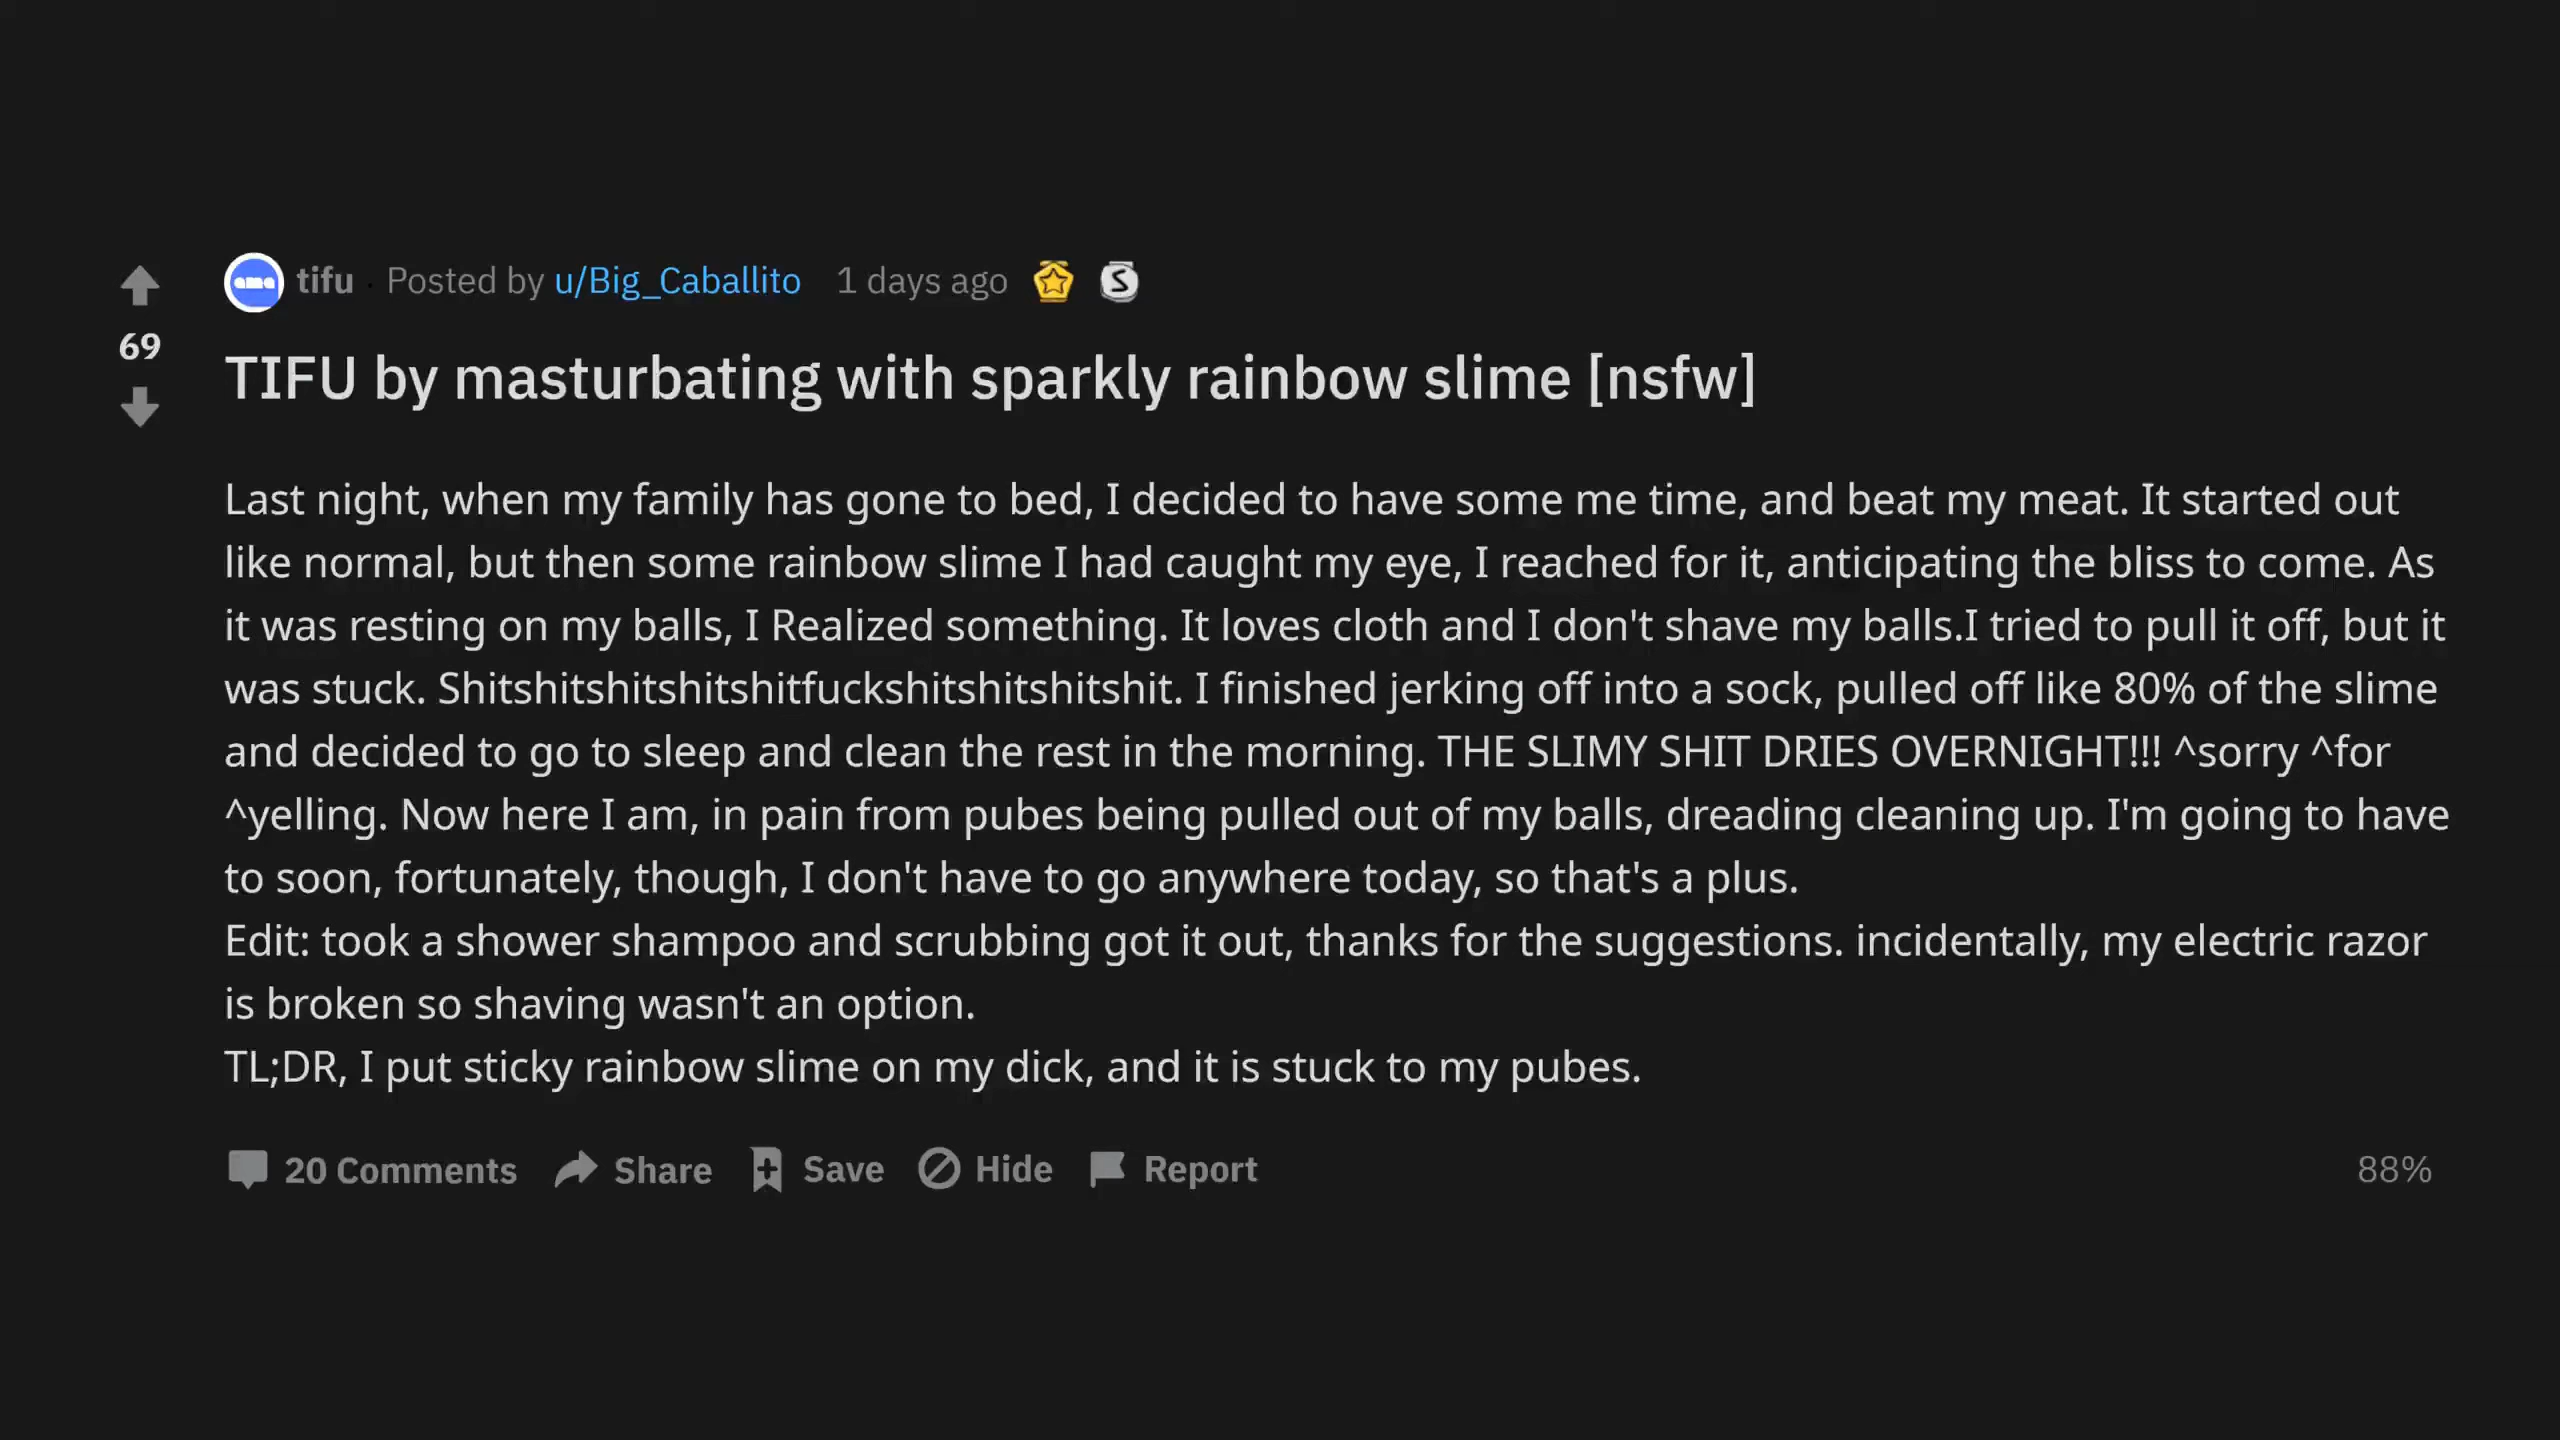 tifu · Posted by u/Big_Caballito 1 days ago
69
TIFU by masturbating with sparkly rainbow slime [nsfw]
Last night, when my family has gone to bed, I decided to have some me time, and beat my meat. It started out
like normal, but then some rainbow slime I had caught my eye, I reached for it, anticipating the bliss to come. As
it was resting on my balls, I Realized something. It loves cloth and I don't shave my balls.I tried to pull it off, but it
was stuck. Shitshitshitshitshitfuckshitshitshitshit. I finished jerking off into a sock, pulled off like 80% of the slime
and decided to go to sleep and clean the rest in the morning. THE SLIMY SHIT DRIES OVERNIGHT!!! ^sorry ^for
^yelling. Now here I am, in pain from pubes being pulled out of my balls, dreading cleaning up. I'm going to have
to soon, fortunately, though, I don't have to go anywhere today, so that's a plus.
Edit: took a shower shampoo and scrubbing got it out, thanks for the suggestions. incidentally, my electric razor
is broken so shaving wasn't an option.
TL;DR, I put sticky rainbow slime on my dick, and it is stuck to my pubes.
20 Comments Share Save Hide Report 88%